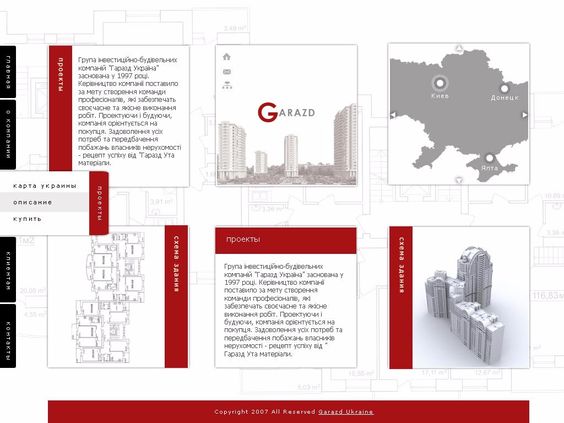 главная
о компании
карта украины
описание
купить
проекты
клиентам
контакты
проекты
Група інвестиційно-будівельних
компаній "Гаразд Україна"
заснована у 1997 році.
Керівництво компанії поставило
за мету створення команди
професіоналів, які забезпечать
своєчасне та якісне виконання
робіт. Проектуючи і будуючи,
компанія орієнтується на
покупця. Задоволення усіх
потреб та передбачення
побажань власників нерухомості
- рецепт успіху від "Гаразд Ута
матеріали.
GARAZD
Киев
Донецк
Ялта
схема здания
проекты
Група інвестиційно-будівельних
компаній "Гаразд Україна" заснована у
1997 році. Керівництво компанії
поставило за мету створення
команди професіоналів, які
забезпечать своєчасне та якісне
виконання робіт. Проектуючи і
будуючи, компанія орієнтується на
покупця. Задоволення усіх потреб та
передбачення побажань власників
нерухомості - рецепт успіху від "
Гаразд Ута матеріали.
схема здания
Copyright 2007 All Reserved Garazd Ukraine